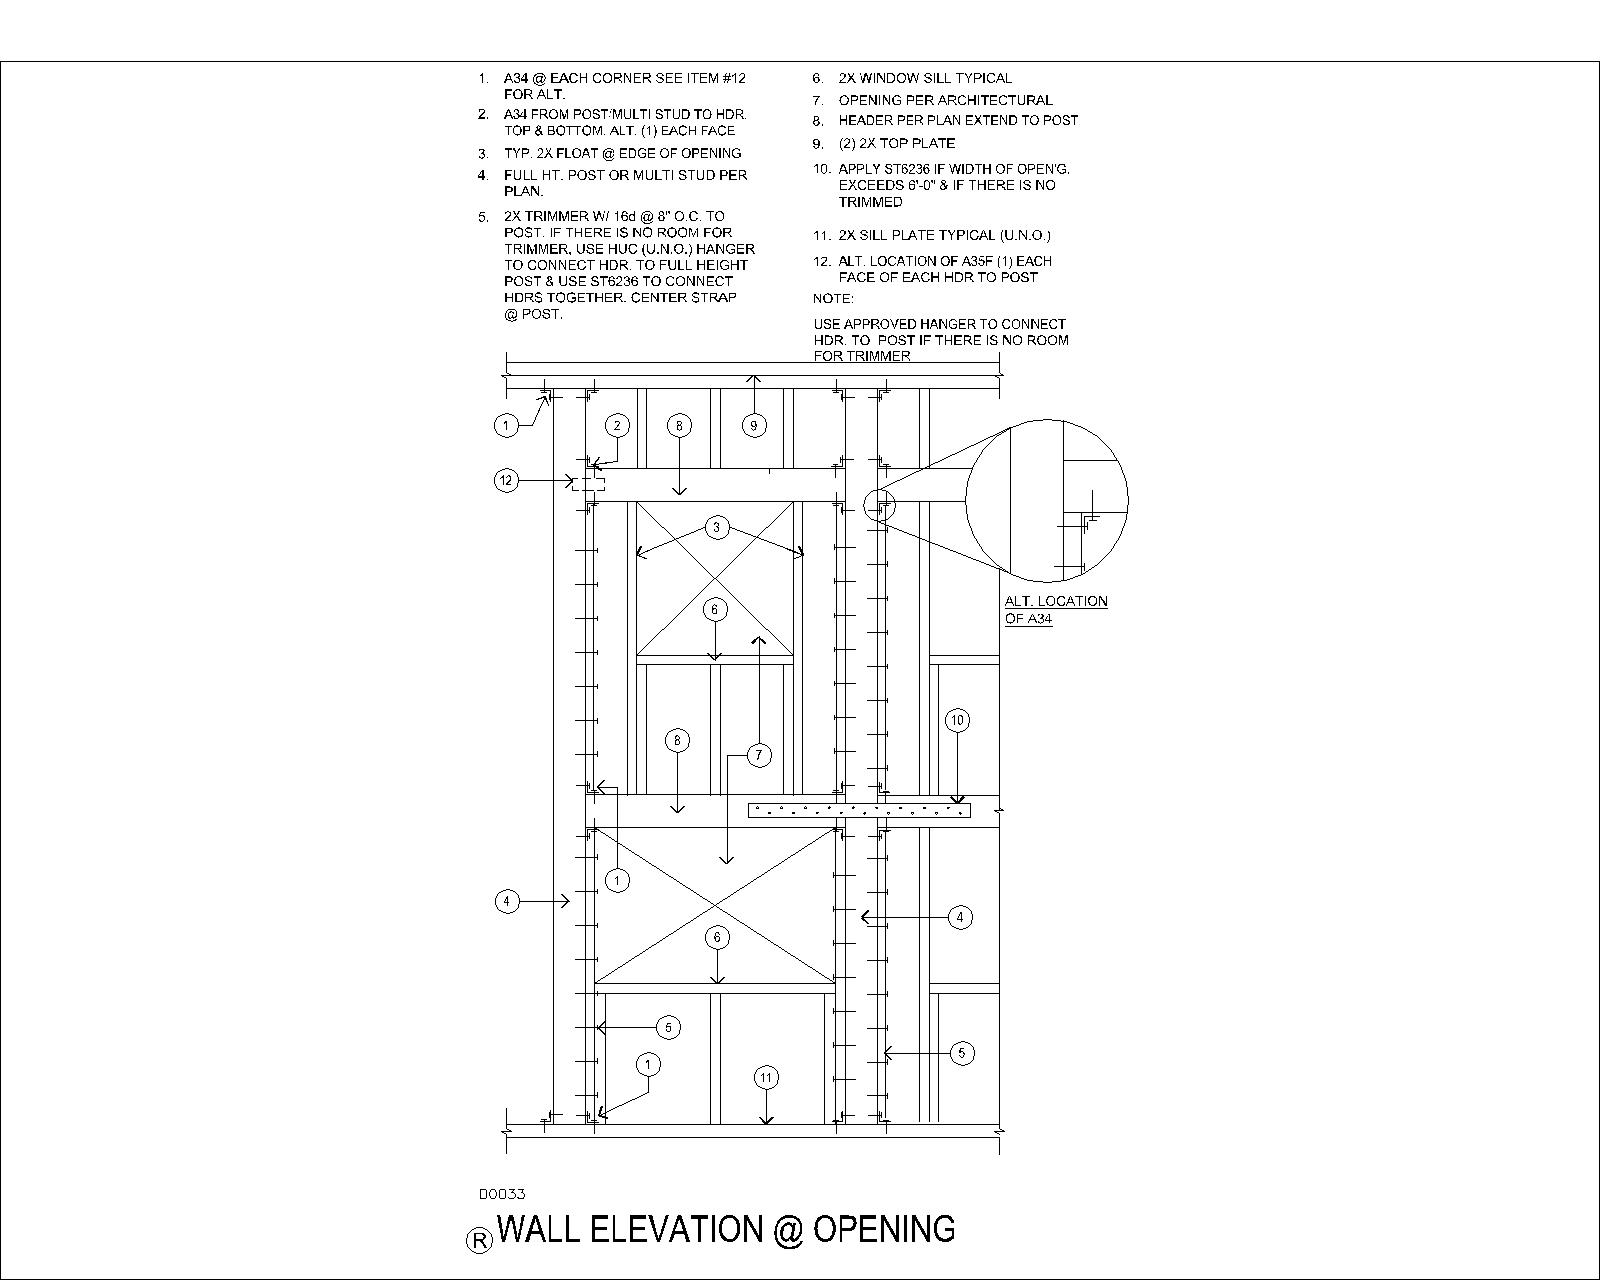 1. A34 @ EACH CORNER SEE ITEM #12
FOR ALT.
2. A34 FROM POST/MULTI STUD TO HDR.
TOP & BOTTOM. ALT. (1) EACH FACE
3. TYP. 2X FLOAT @ EDGE OF OPENING
4. FULL HT. POST OR MULTI STUD PER
PLAN.
5. 2X TRIMMER W/ 16d @ 8" O.C. TO
POST. IF THERE IS NO ROOM FOR
TRIMMER, USE HUC (U.N.O.) HANGER
TO CONNECT HDR. TO FULL HEIGHT
POST & USE ST6236 TO CONNECT
HDRS TOGETHER. CENTER STRAP
@ POST.
6. 2X WINDOW SILL TYPICAL
7. OPENING PER ARCHITECTURAL
8. HEADER PER PLAN EXTEND TO POST
9. (2) 2X TOP PLATE
10. APPLY ST6236 IF WIDTH OF OPEN'G.
EXCEEDS 6'-0" & IF THERE IS NO
TRIMMED
11. 2X SILL PLATE TYPICAL (U.N.O.)
12. ALT. LOCATION OF A35F (1) EACH
FACE OF EACH HDR TO POST
NOTE:
USE APPROVED HANGER TO CONNECT
HDR. TO POST IF THERE IS NO ROOM
FOR TRIMMER
1
2
8
9
12
3
6
ALT. LOCATION
OF A34
10
8
7
1
4
4
6
5
1
11
5
D0033
R WALL ELEVATION @ OPENING